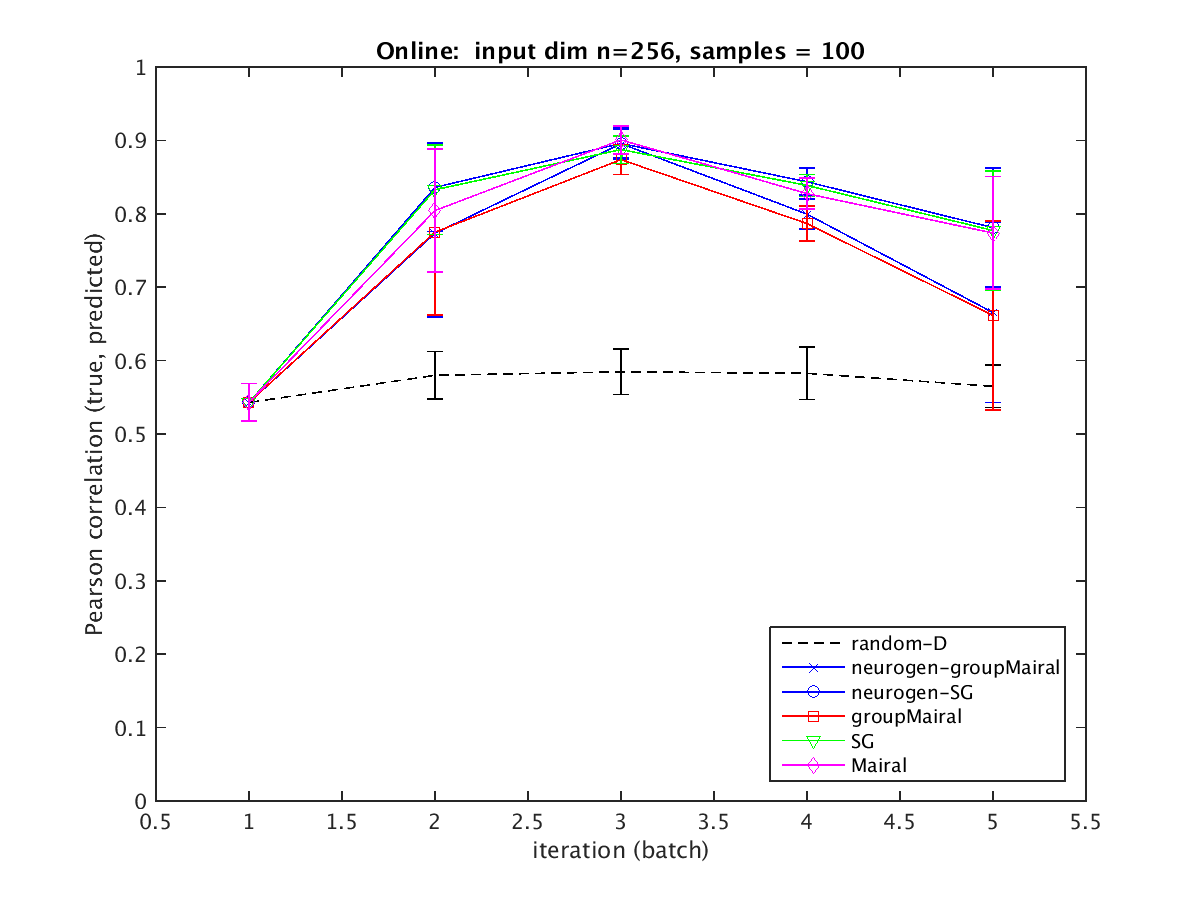 Online:  input dim n=256, samples = 100
Pearson correlation (true, predicted)
1
0.9
0.8
0.7
0.6
0.5
0.4
0.3
0.2
0.1
0
random-D
neurogen-groupMairal
neurogen-SG
groupMairal
SG
Mairal
0.5 1 1.5 2 2.5 3 3.5 4 4.5 5 5.5
iteration (batch)